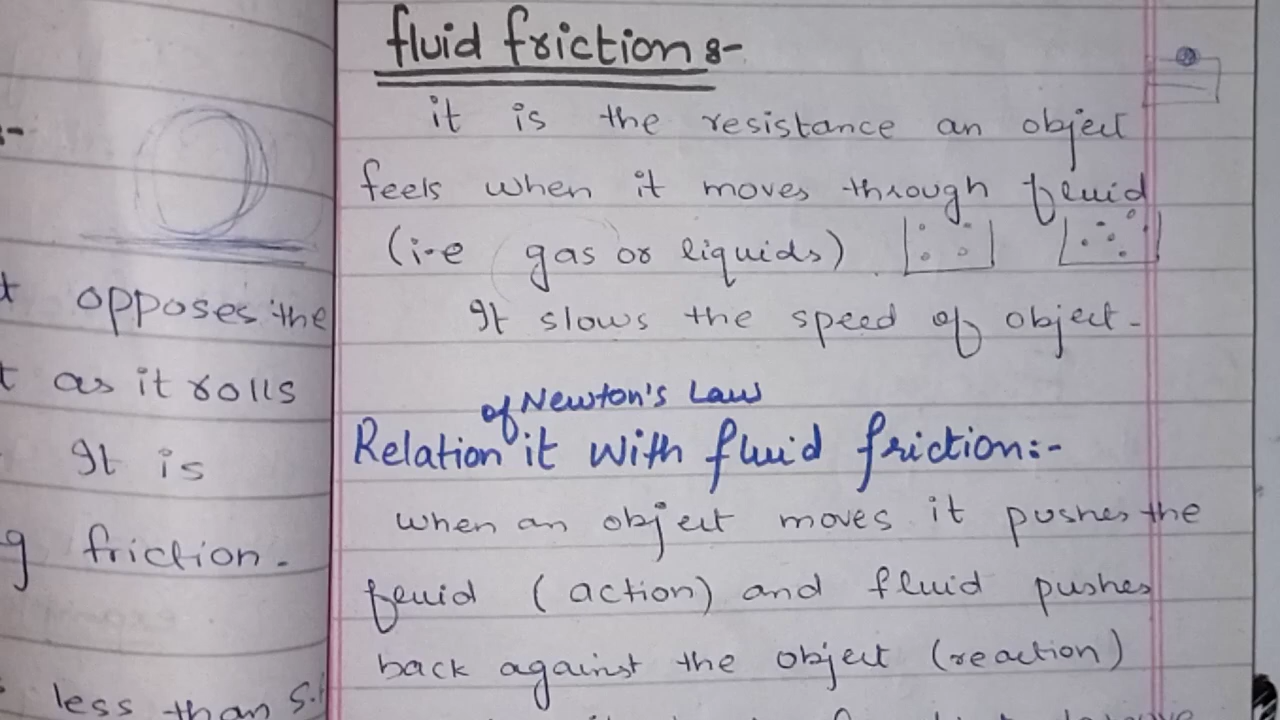 :-
t opposes the
t as it rolls
It is
g friction.
less than S.f
fluid friction :-
it is the resistance an object
feels when it moves through fluid
(i.e gas or liquids)
It slows the speed of object.
of Newton's Law
Relation it with fluid friction:-
when an object moves it pushes the
fluid (action) and fluid pushes
back against the object (reaction)